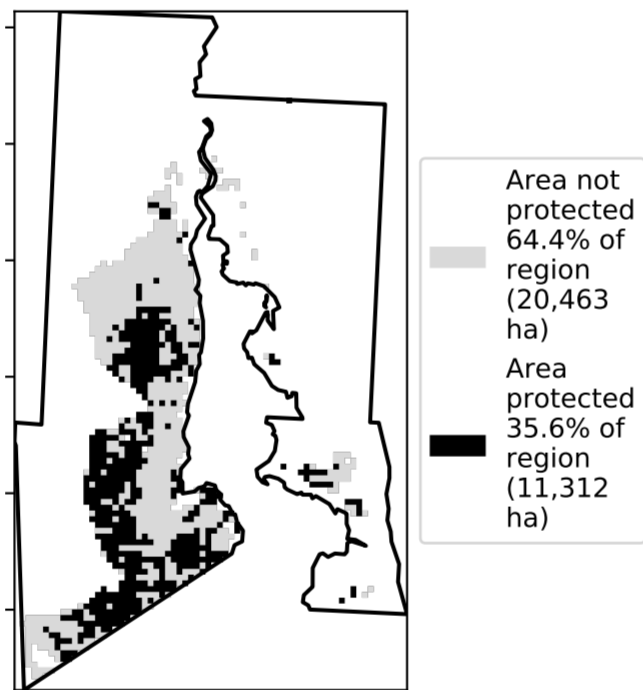 Area not
protected
64.4% of
region
(20,463
ha)
Area
protected
35.6% of
region
(11,312
ha)